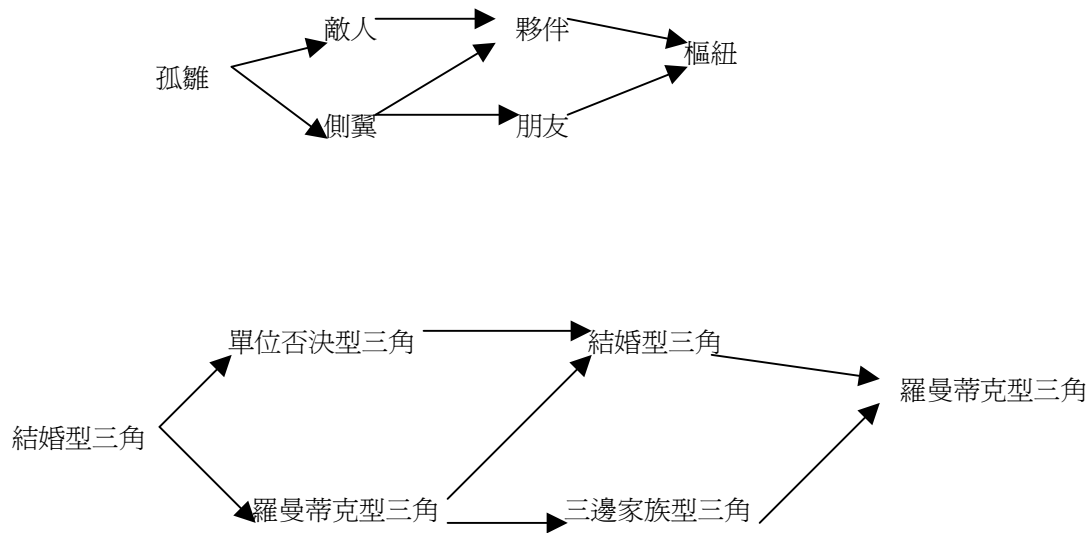 敵人
夥伴
樞紐
孤雛
側翼
朋友
單位否決型三角
結婚型三角
羅曼蒂克型三角
結婚型三角
羅曼蒂克型三角
三邊家族型三角